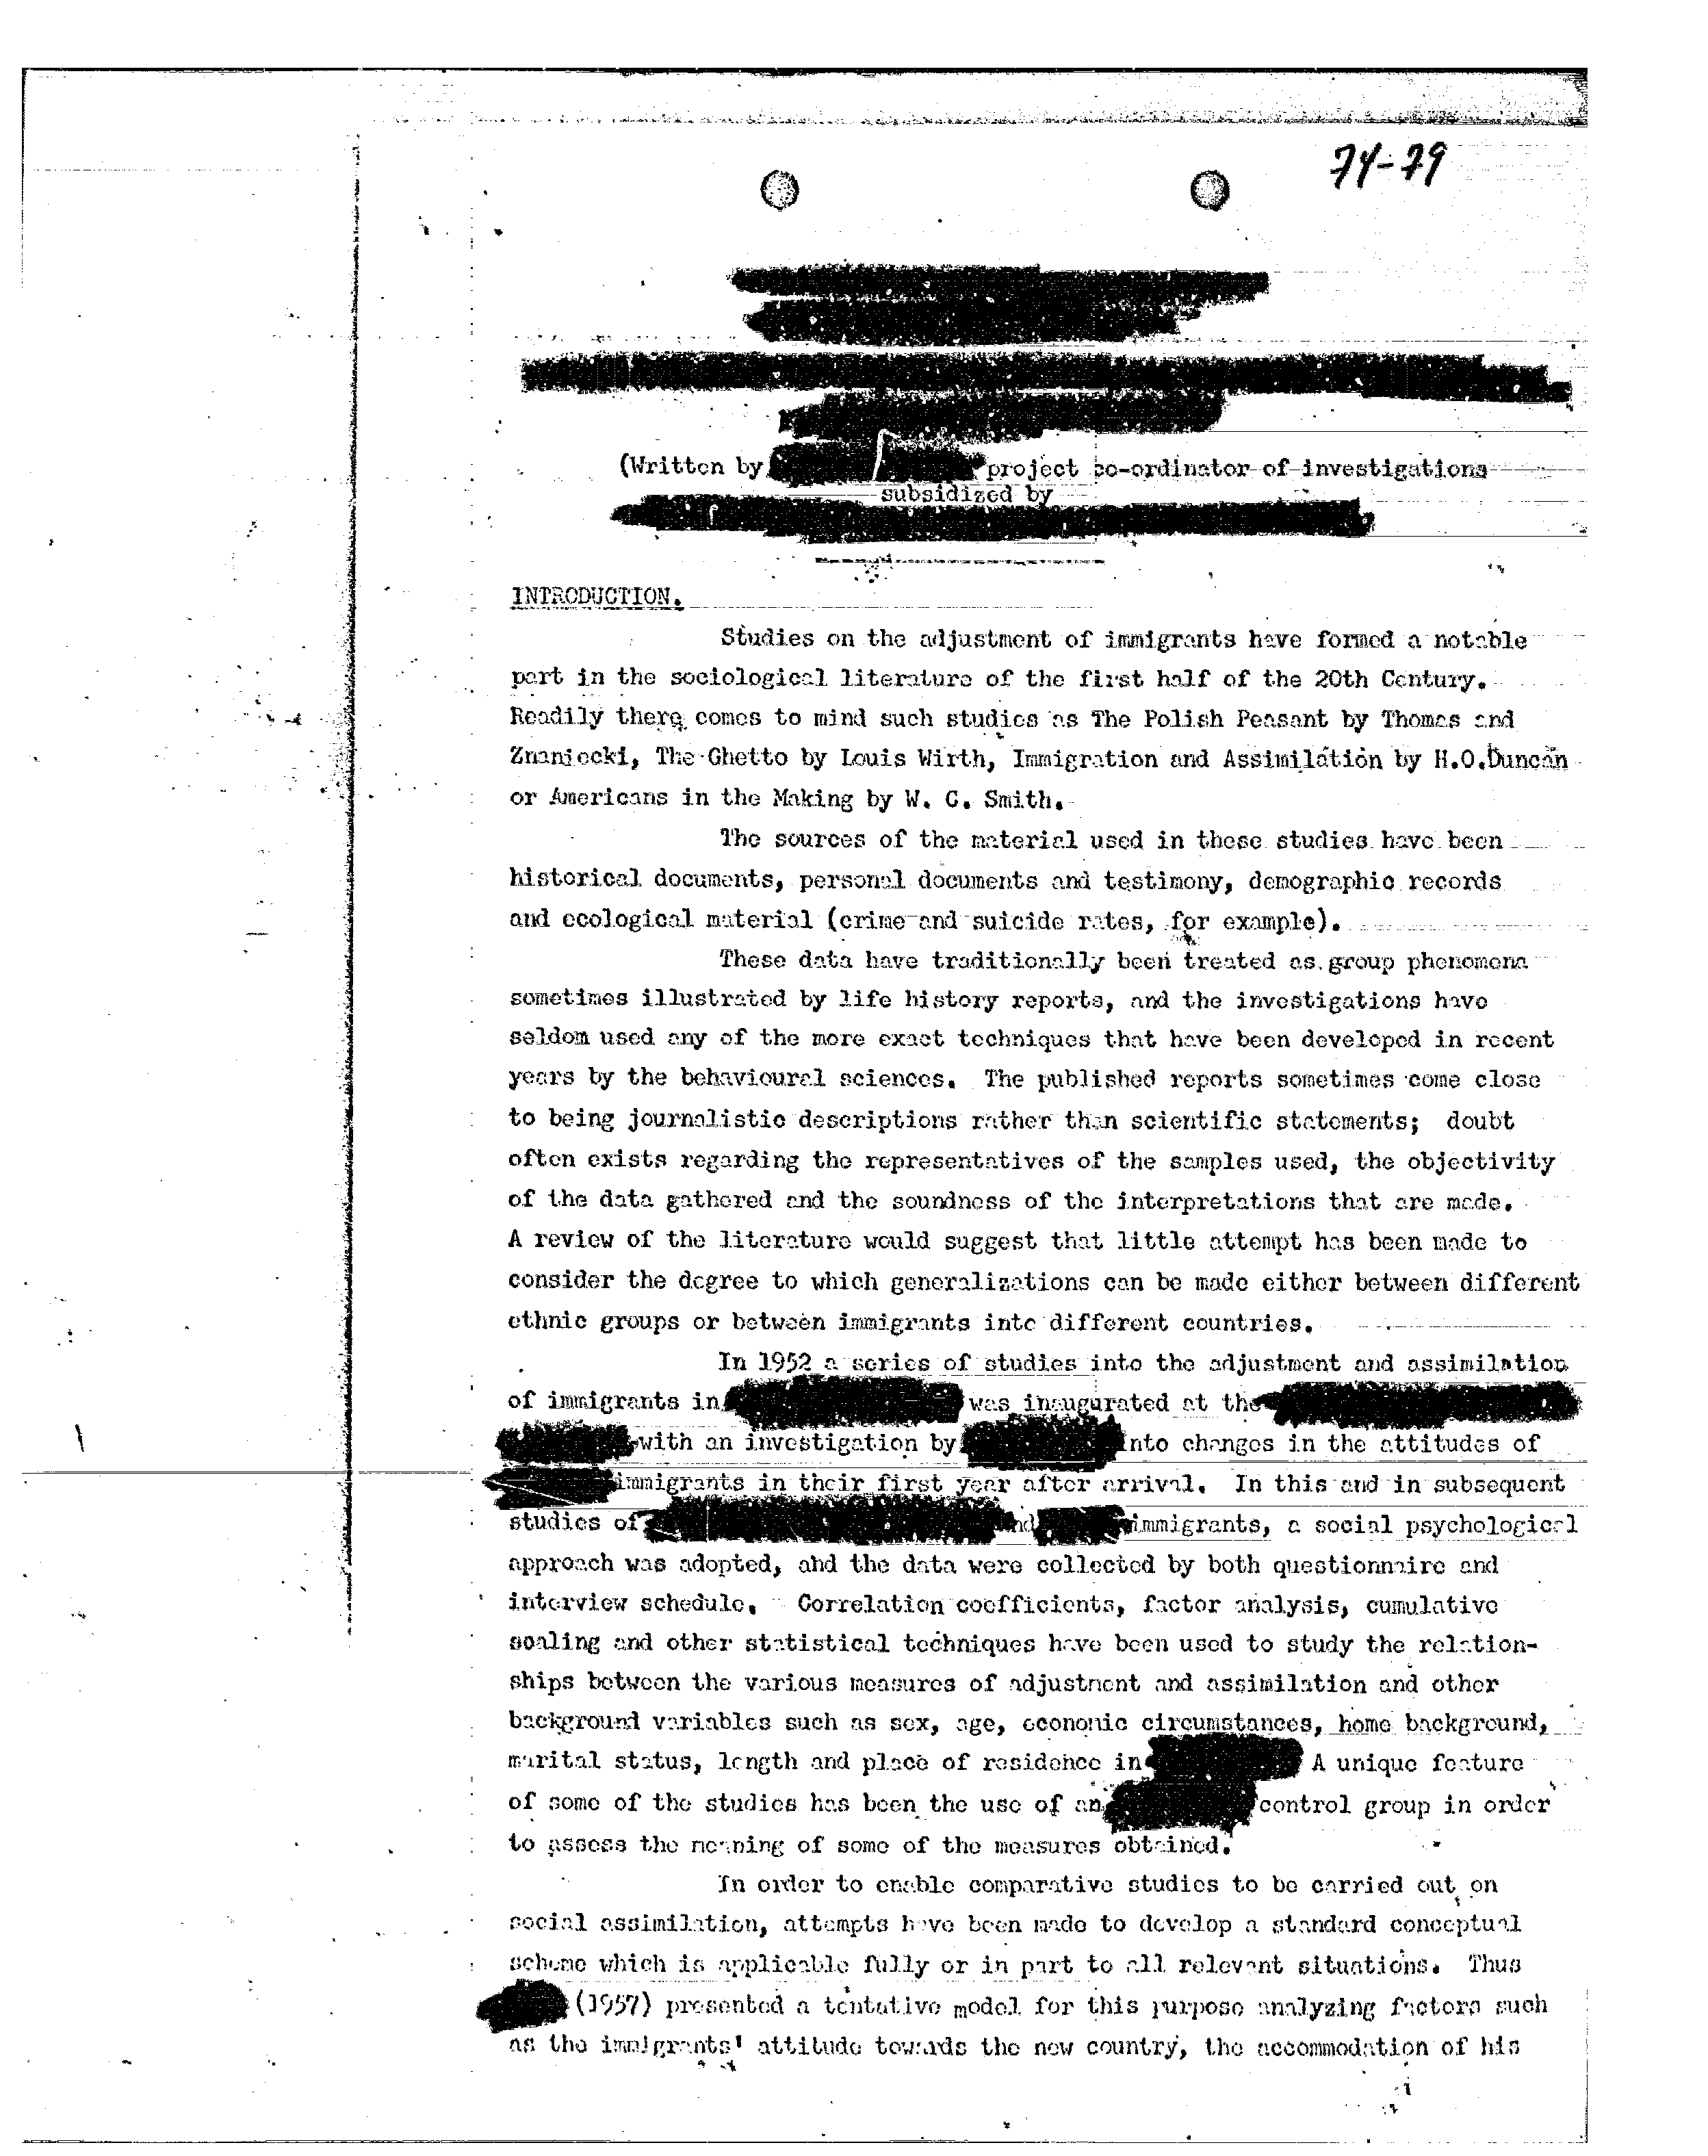 74-79
(Written by project co-ordinator of investigations
subsidized by
INTRODUCTION.
Studies on the adjustment of immigrants have formed a notable
part in the sociological literature of the first half of the 20th Century.
Readily there comes to mind such studies as The Polish Peasant by Thomas and
Znaniecki, The Ghetto by Louis Wirth, Immigration and Assimilation by H.O.Duncan
or Americans in the Making by W. C. Smith.
The sources of the material used in these studies have been
historical documents, personal documents and testimony, demographic records
and ecological material (crime and suicide rates, for example).
These data have traditionally been treated as group phenomena
sometimes illustrated by life history reports, and the investigations have
seldom used any of the more exact techniques that have been developed in recent
years by the behavioural sciences. The published reports sometimes come close
to being journalistic descriptions rather than scientific statements; doubt
often exists regarding the representatives of the samples used, the objectivity
of the data gathered and the soundness of the interpretations that are made.
A review of the literature would suggest that little attempt has been made to
consider the degree to which generalizations can be made either between different
ethnic groups or between immigrants into different countries.
In 1952 a series of studies into the adjustment and assimilation
of immigrants in was inaugurated at the
with an investigation by into changes in the attitudes of
immigrants in their first year after arrival. In this and in subsequent
studies of and immigrants, a social psychological
approach was adopted, and the data were collected by both questionnaire and
interview schedule. Correlation coefficients, factor analysis, cumulative
scaling and other statistical techniques have been used to study the relation-
ships between the various measures of adjustment and assimilation and other
background variables such as sex, age, economic circumstances, home background,
marital status, length and place of residence in A unique feature
of some of the studies has been the use of an control group in order
to assess the meaning of some of the measures obtained.
In order to enable comparative studies to be carried out on
social assimilation, attempts have been made to develop a standard conceptual
scheme which is applicable fully or in part to all relevant situations. Thus
(1957) presented a tentative model for this purpose analyzing factors such
as the immigrants' attitude towards the new country, the accommodation of his